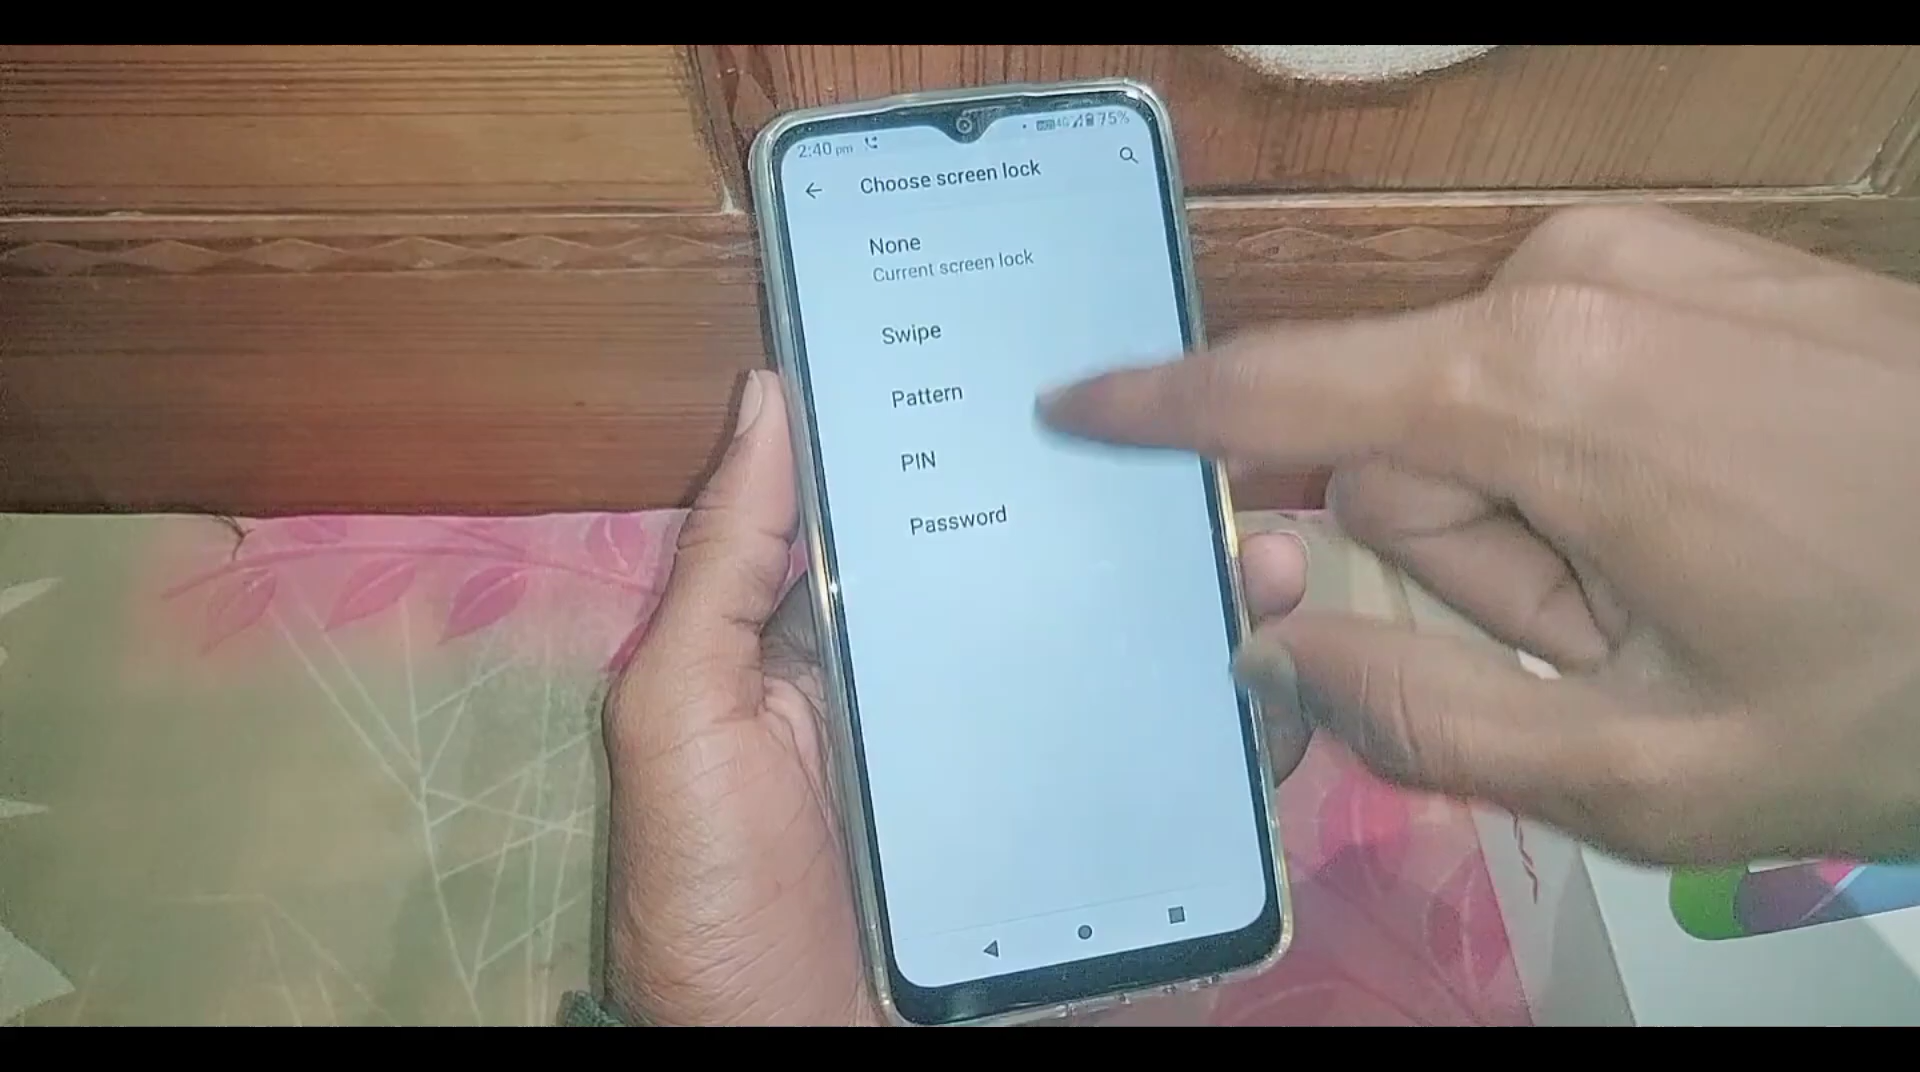 2:40 pm
75%
Choose screen lock
None
Current screen lock
Swipe
Pattern
PIN
Password